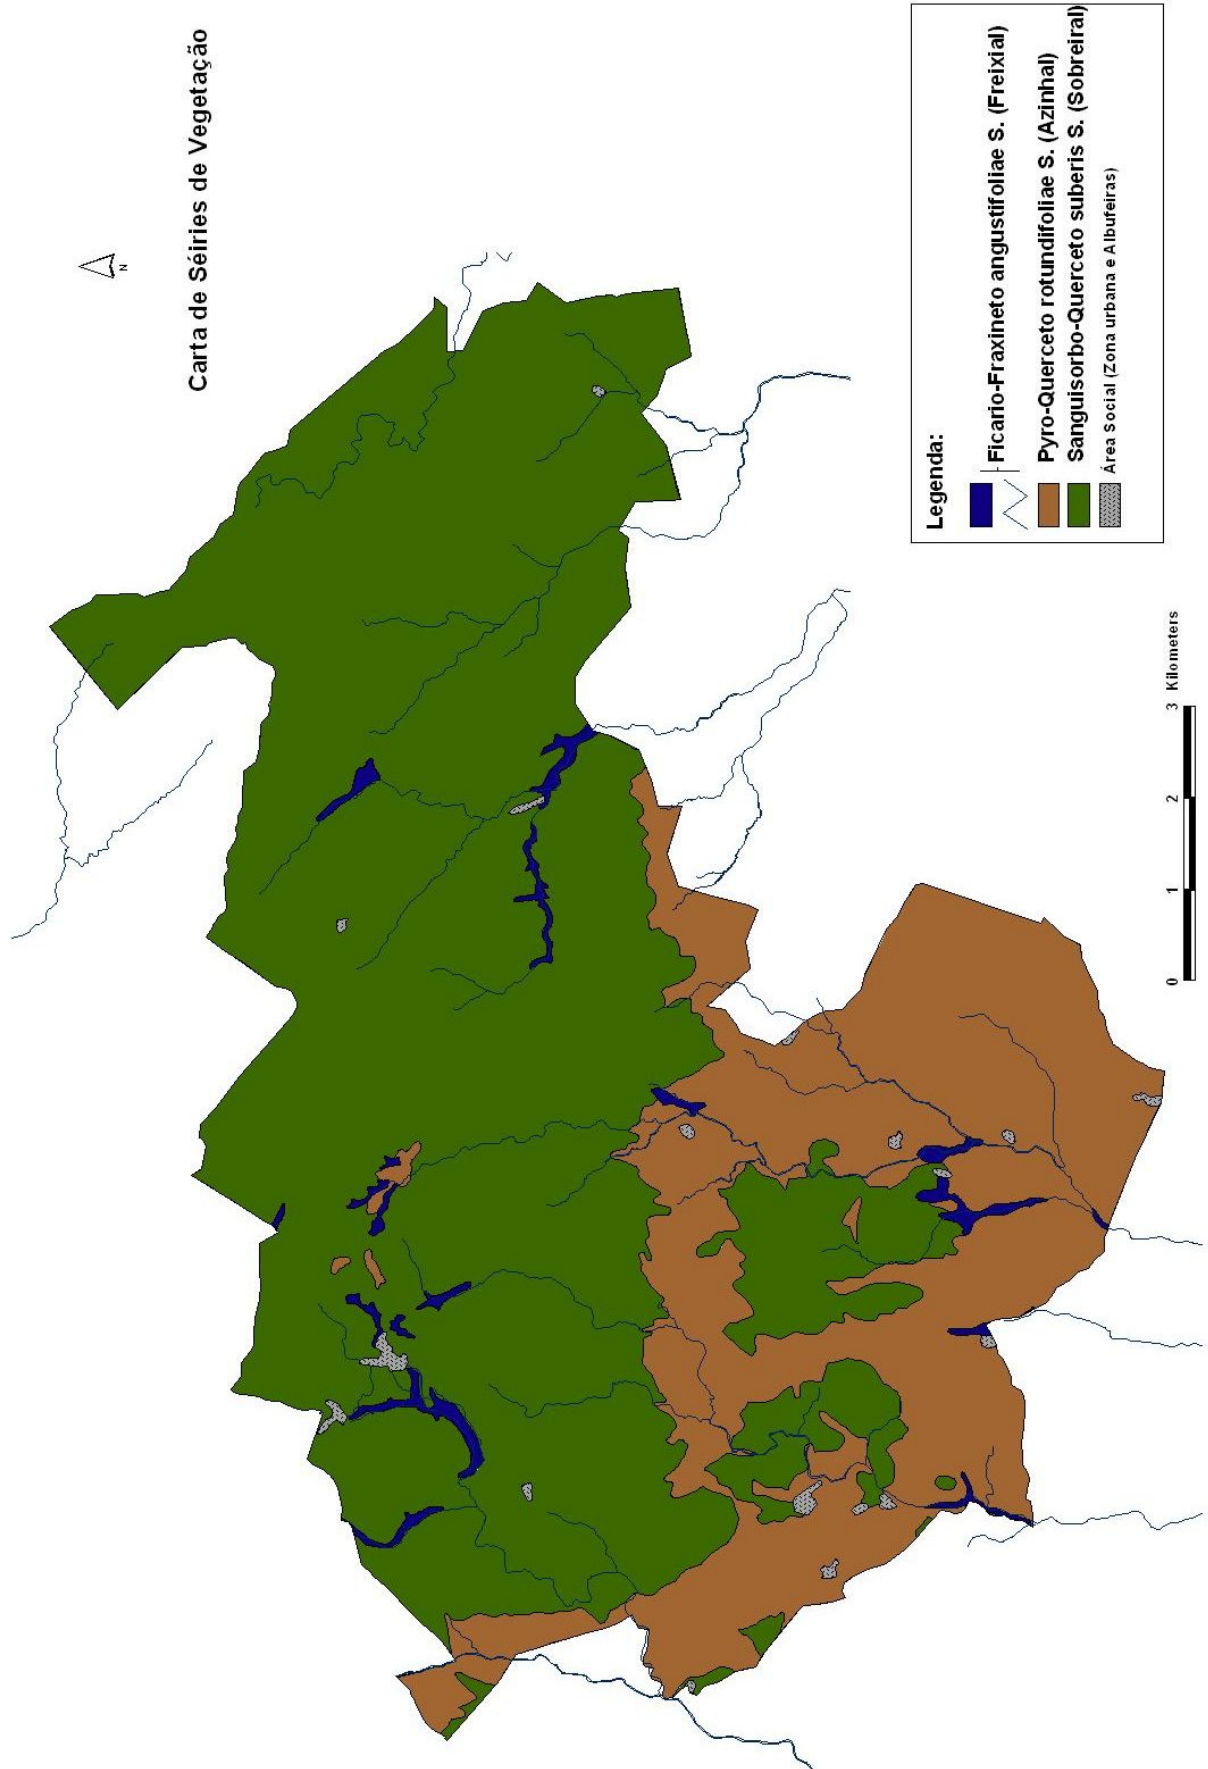 Carta de Séiries de Vegetação
N
Legenda:
Ficario-Fraxineto angustifoliae S. (Freixial)
Pyro-Querceto rotundifoliae S. (Azinhal)
Sanguisorbo-Querceto suberis S. (Sobreiral)
Área Social (Zona urbana e Albufeiras)
0 1 2 3 Kilometers